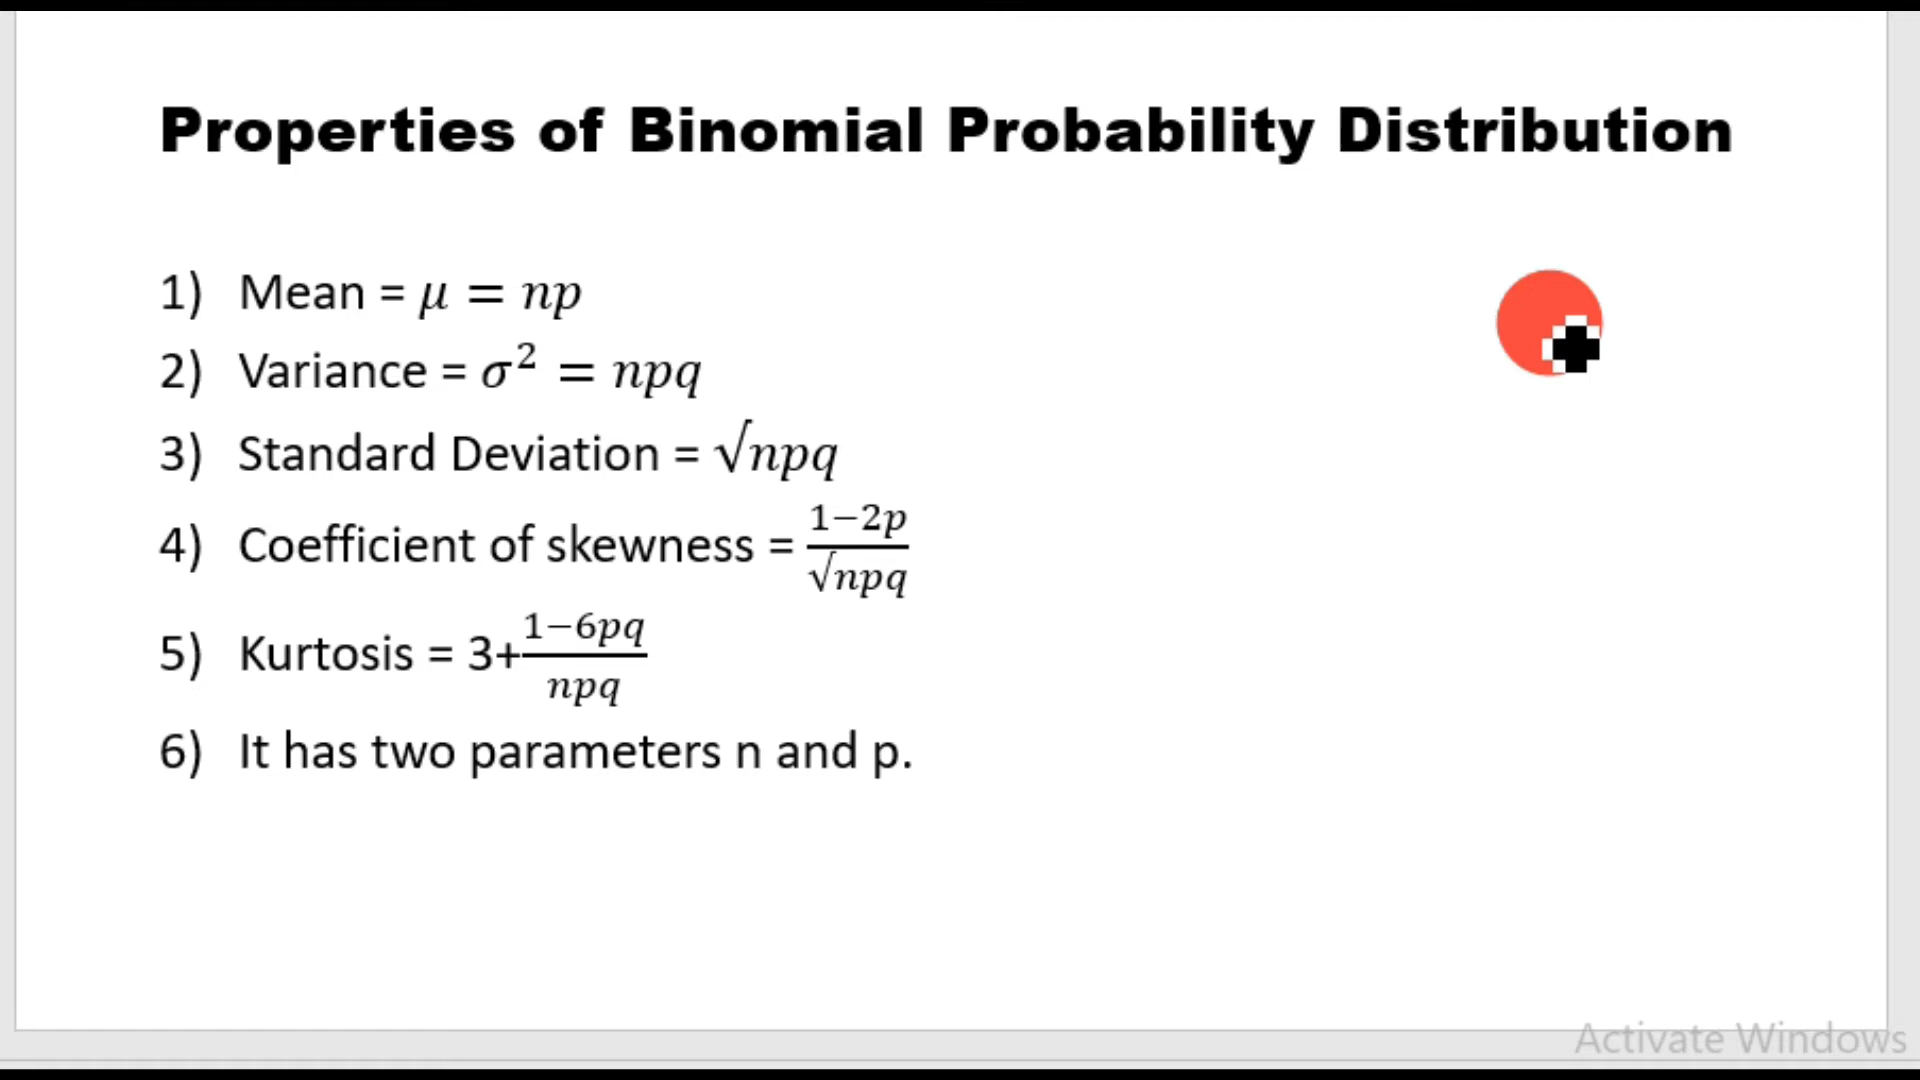 Properties of Binomial Probability Distribution
1) Mean = μ = np
2) Variance = σ² = npq
3) Standard Deviation = √npq
4) Coefficient of skewness = 1−2p/√npq
5) Kurtosis = 3+1−6pq/npq
6) It has two parameters n and p.
Activate Windows